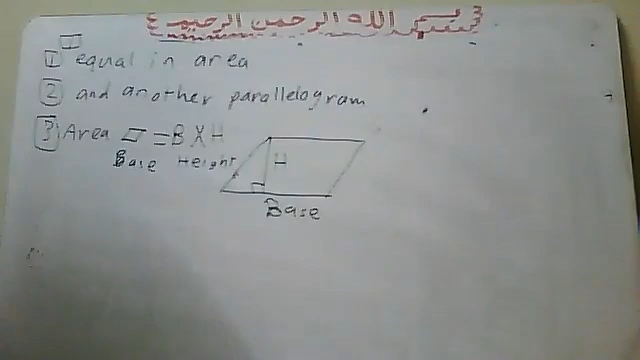 بسم الله الرحمن الرحيم
1 equal in area
2 and another parallelogram
3 Area ▱ = B X H
Base Height
H
Base